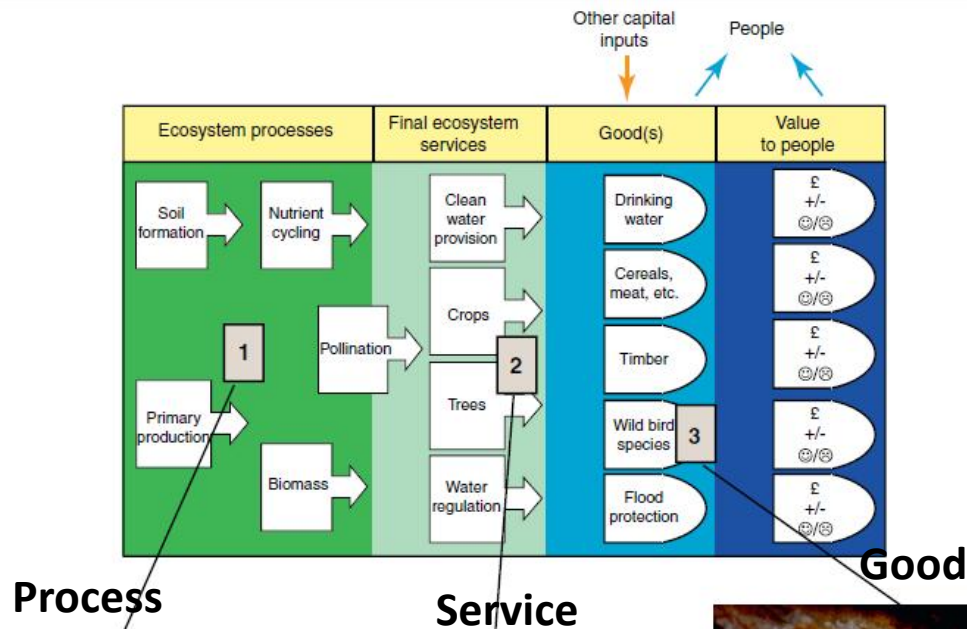 Other capital
inputs
People
Ecosystem processes
Final ecosystem
services
Good(s)
Value
to people
Soil
formation
Nutrient
cycling
Clean
water
provision
Drinking
water
£
+/-
☺/☹
Crops
Cereals,
meat, etc.
£
+/-
☺/☹
1
Pollination
2
Timber
£
+/-
☺/☹
Primary
production
Trees
Wild bird
species
3
£
+/-
☺/☹
Biomass
Water
regulation
Flood
protection
£
+/-
☺/☹
Process
Service
Good